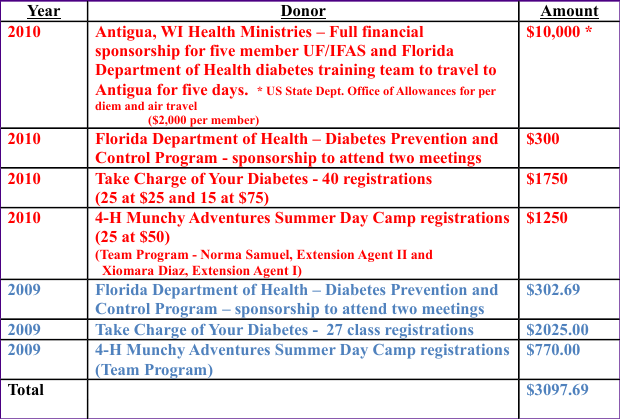 Year Donor Amount
2010 Antigua, WI Health Ministries – Full financial $10,000 *
sponsorship for five member UF/IFAS and Florida
Department of Health diabetes training team to travel to
Antigua for five days. * US State Dept. Office of Allowances for per
diem and air travel
($2,000 per member)
2010 Florida Department of Health – Diabetes Prevention and $300
Control Program - sponsorship to attend two meetings
2010 Take Charge of Your Diabetes - 40 registrations $1750
(25 at $25 and 15 at $75)
2010 4-H Munchy Adventures Summer Day Camp registrations $1250
(25 at $50)
(Team Program - Norma Samuel, Extension Agent II and
Xiomara Diaz, Extension Agent I)
2009 Florida Department of Health – Diabetes Prevention and $302.69
Control Program – sponsorship to attend two meetings
2009 Take Charge of Your Diabetes - 27 class registrations $2025.00
2009 4-H Munchy Adventures Summer Day Camp registrations $770.00
(Team Program)
Total $3097.69